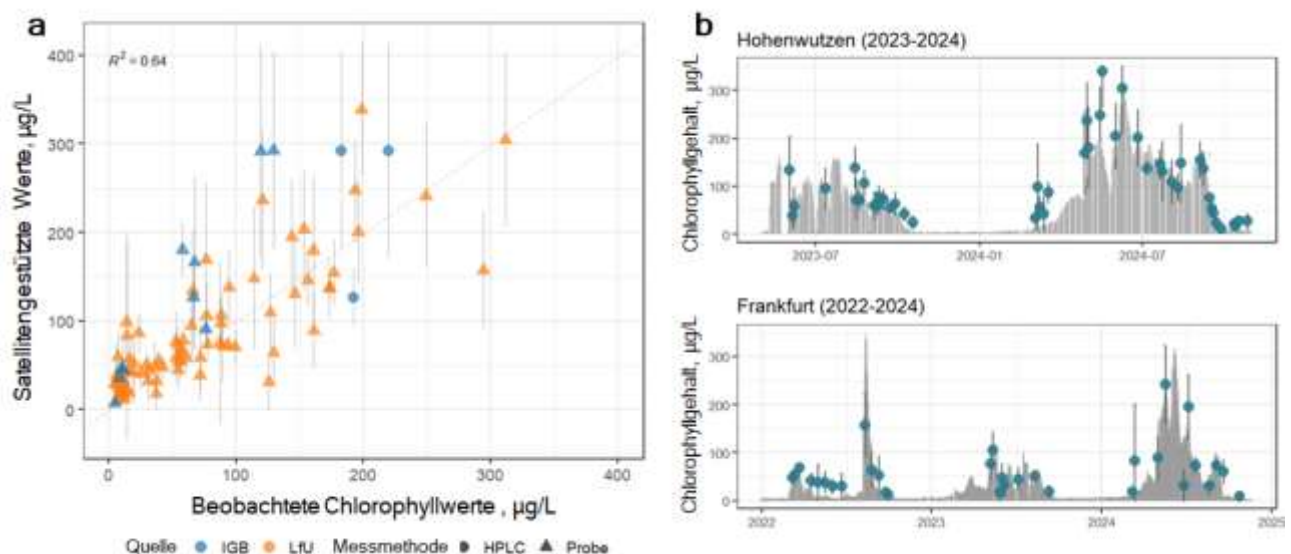 a
R² = 0.64
Satellitengestützte Werte, µg/L
400
300
200
100
0
0 100 200 300 400
Beobachtete Chlorophyllwerte , µg/L
Quelle IGB LfU Messmethode HPLC Probe
b
Hohenwutzen (2023-2024)
Chlorophyllgehalt, µg/L
300
200
100
0
2023-07 2024-01 2024-07
Frankfurt (2022-2024)
Chlorophyllgehalt, µg/L
300
200
100
0
2022 2023 2024 2025